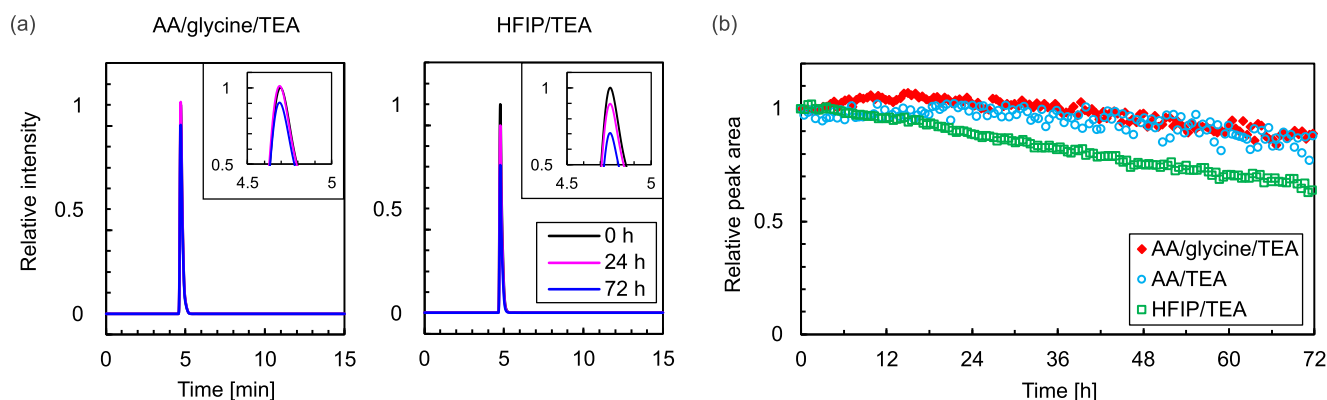 (a)
AA/glycine/TEA
HFIP/TEA
(b)
Relative intensity
1
0.5
0
0 5 10 15
Time [min]
1
0.5
4.5 5
1
0.5
0
0 5 10 15
Time [min]
1
0.5
4.5 5
0 h
24 h
72 h
Relative peak area
1
0.5
0
0 12 24 36 48 60 72
Time [h]
AA/glycine/TEA
AA/TEA
HFIP/TEA